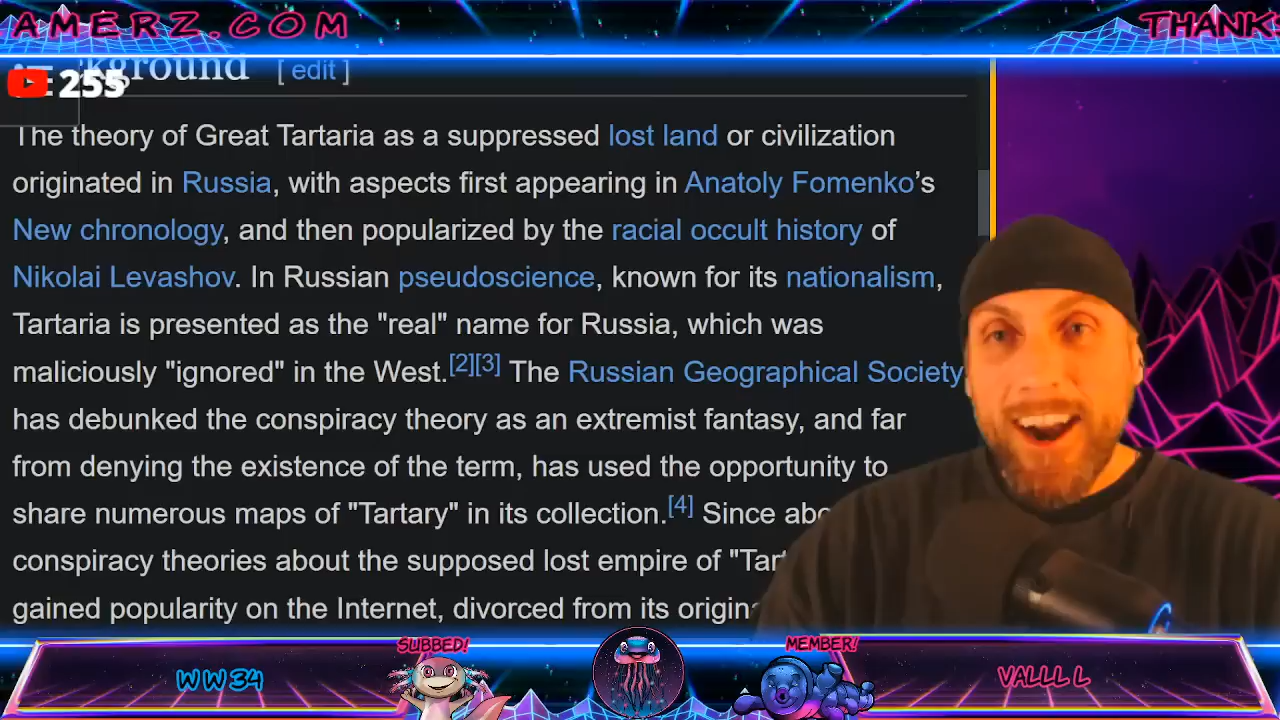 AMERZ.COM
THANK
kground [ edit ]
255
The theory of Great Tartaria as a suppressed lost land or civilization
originated in Russia, with aspects first appearing in Anatoly Fomenko’s
New chronology, and then popularized by the racial occult history of
Nikolai Levashov. In Russian pseudoscience, known for its nationalism,
Tartaria is presented as the "real" name for Russia, which was
maliciously "ignored" in the West.[2][3] The Russian Geographical Society
has debunked the conspiracy theory as an extremist fantasy, and far
from denying the existence of the term, has used the opportunity to
share numerous maps of "Tartary" in its collection.[4] Since abo
conspiracy theories about the supposed lost empire of "Tar
gained popularity on the Internet, divorced from its origina
SUBBED!
MEMBER!
WW34
VALLL L